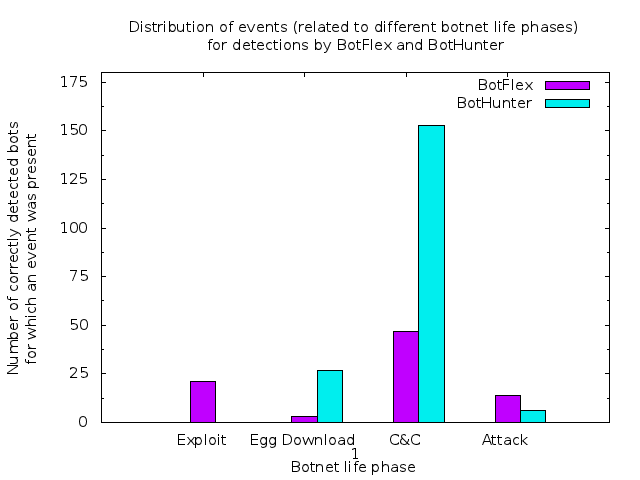 Distribution of events (related to different botnet life phases)
for detections by BotFlex and BotHunter
Number of correctly detected bots
for which an event was present
175
150
125
100
75
50
25
0
BotFlex
BotHunter
Exploit Egg Download C&C Attack
1
Botnet life phase